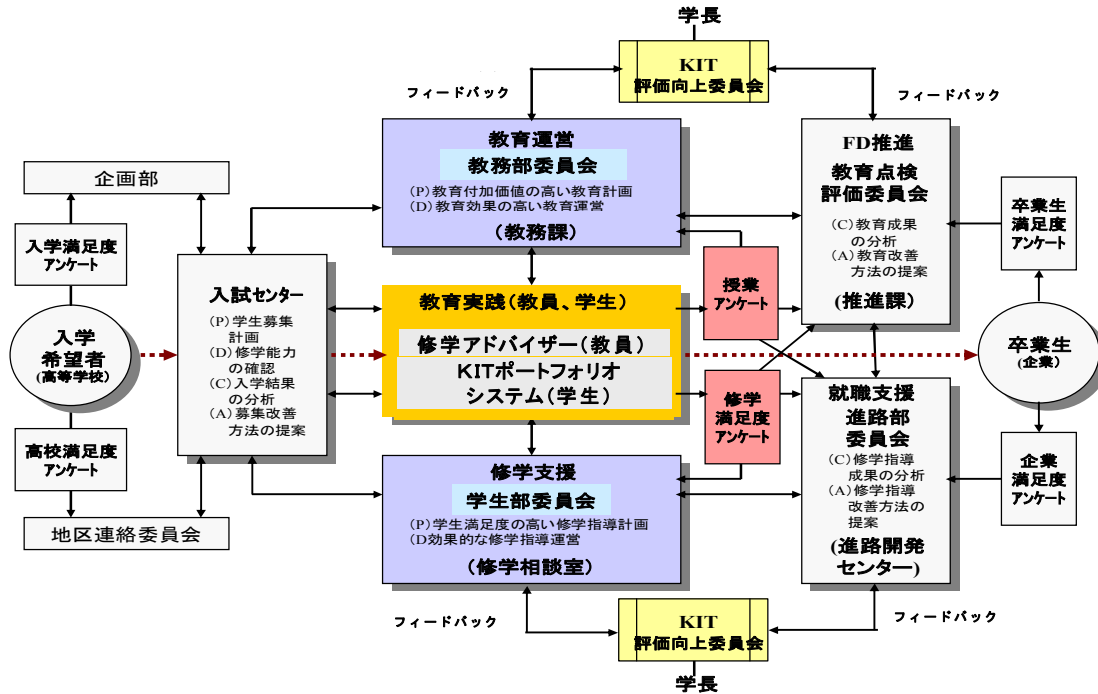 学長
KIT
評価向上委員会
フィードバック
フィードバック
教育運営
教務部委員会
(P)教育付加価値の高い教育計画
(D)教育効果の高い教育運営
(教務課)
FD推進
教育点検
評価委員会
(C)教育成果
の分析
(A)教育改善
方法の提案
(推進課)
企画部
入学満足度
アンケート
入学
希望者
(高等学校)
高校満足度
アンケート
地区連絡委員会
入試センター
(P)学生募集
計画
(D)修学能力
の確認
(C)入学結果
の分析
(A)募集改善
方法の提案
教育実践(教員、学生)
修学アドバイザー(教員)
KITポートフォリオ
システム(学生)
授業
アンケート
修学
満足度
アンケート
卒業生
満足度
アンケート
卒業生
(企業)
企業
満足度
アンケート
修学支援
学生部委員会
(P)学生満足度の高い修学指導計画
(D効果的な修学指導運営
(修学相談室)
就職支援
進路部
委員会
(C)修学指導
成果の分析
(A)修学指導
改善方法の
提案
(進路開発
センター)
フィードバック
フィードバック
KIT
評価向上委員会
学長